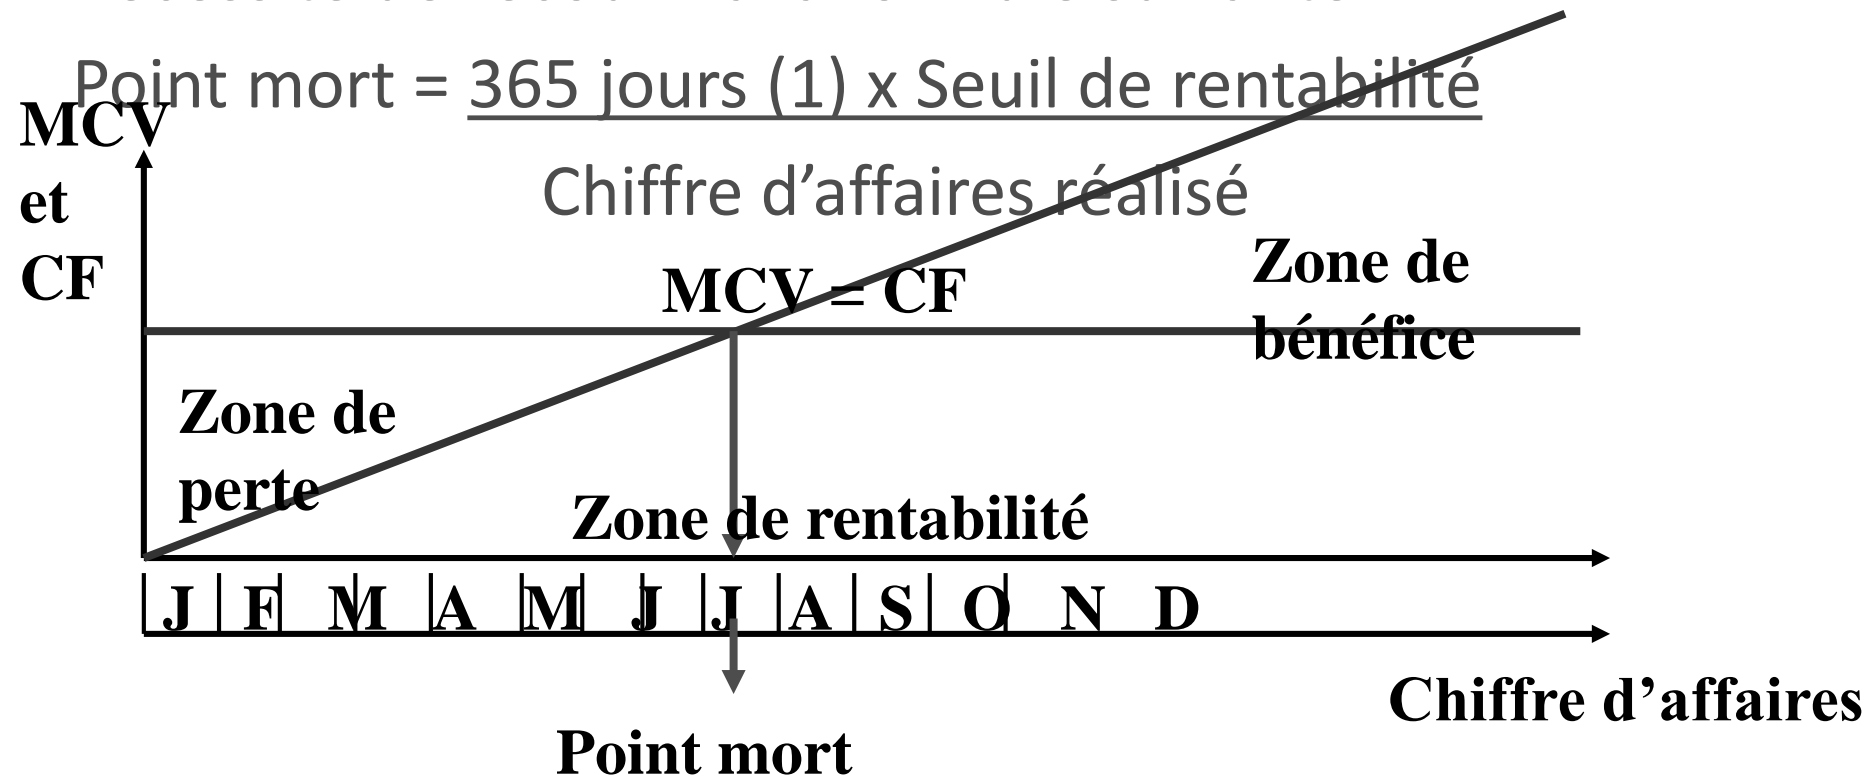 Point mort = 365 jours (1) x Seuil de rentabilité
Chiffre d’affaires réalisé
MCV
et
CF
MCV = CF
Zone de
bénéfice
Zone de
perte
Zone de rentabilité
J F M A M J J A S O N D
Chiffre d’affaires
Point mort